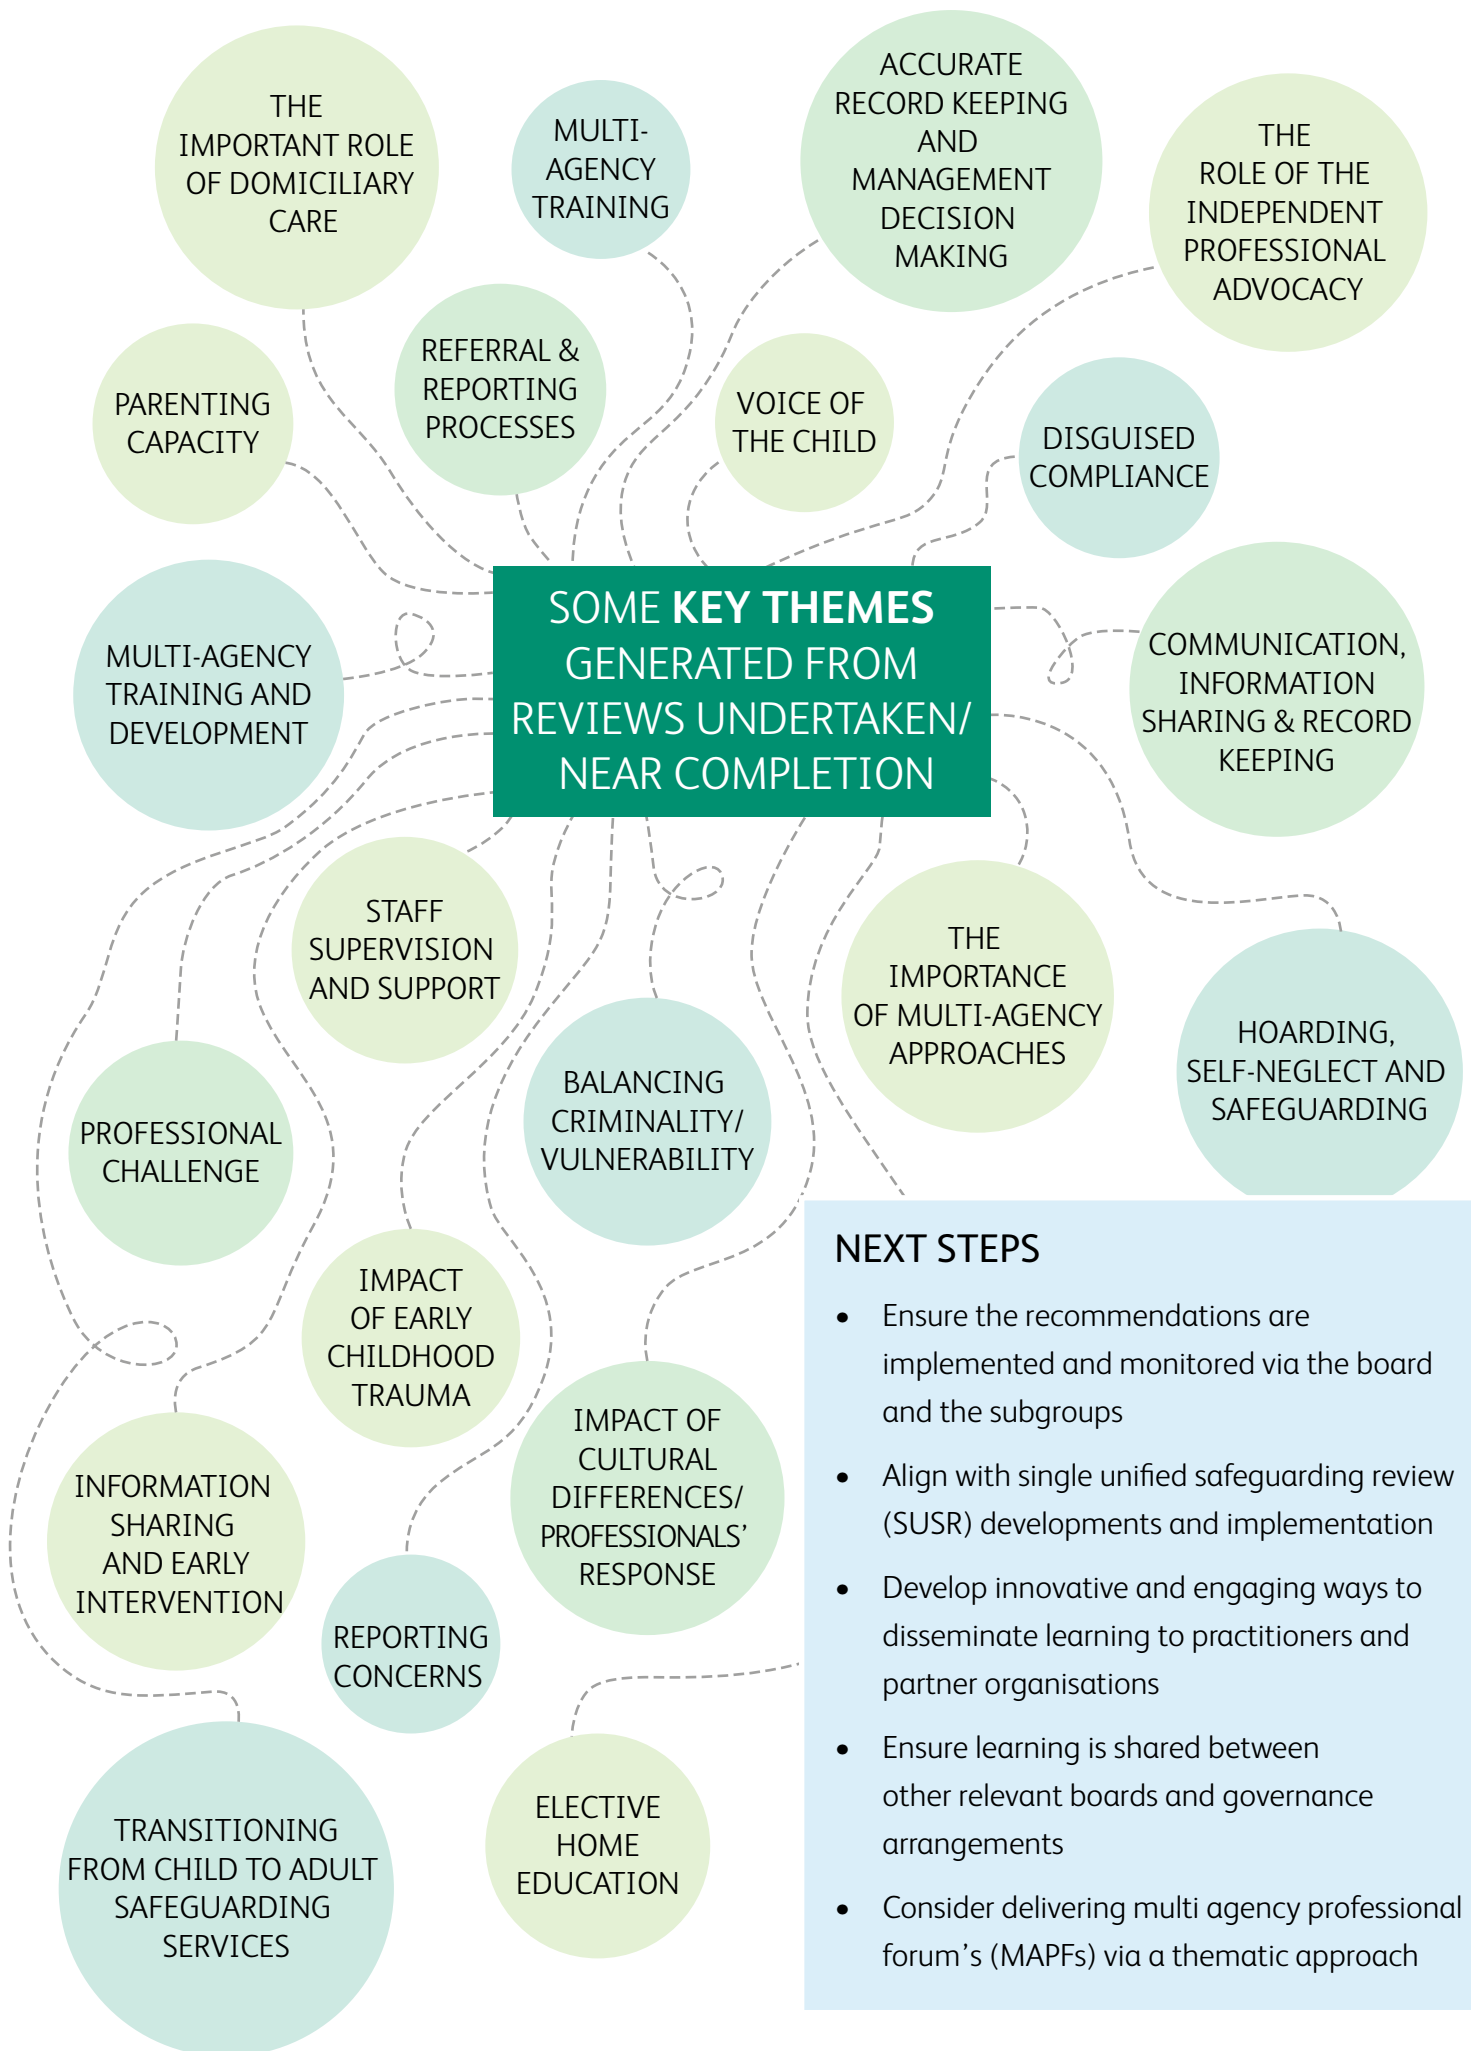 THE
IMPORTANT ROLE
OF DOMICILIARY
CARE
MULTI-
AGENCY
TRAINING
ACCURATE
RECORD KEEPING
AND
MANAGEMENT
DECISION
MAKING
THE
ROLE OF THE
INDEPENDENT
PROFESSIONAL
ADVOCACY
PARENTING
CAPACITY
REFERRAL &
REPORTING
PROCESSES
VOICE OF
THE CHILD
DISGUISED
COMPLIANCE
MULTI-AGENCY
TRAINING AND
DEVELOPMENT
SOME KEY THEMES
GENERATED FROM
REVIEWS UNDERTAKEN/
NEAR COMPLETION
COMMUNICATION,
INFORMATION
SHARING & RECORD
KEEPING
STAFF
SUPERVISION
AND SUPPORT
THE
IMPORTANCE
OF MULTI-AGENCY
APPROACHES
HOARDING,
SELF-NEGLECT AND
SAFEGUARDING
PROFESSIONAL
CHALLENGE
BALANCING
CRIMINALITY/
VULNERABILITY
IMPACT
OF EARLY
CHILDHOOD
TRAUMA
IMPACT OF
CULTURAL
DIFFERENCES/
PROFESSIONALS’
RESPONSE
INFORMATION
SHARING
AND EARLY
INTERVENTION
REPORTING
CONCERNS
TRANSITIONING
FROM CHILD TO ADULT
SAFEGUARDING
SERVICES
ELECTIVE
HOME
EDUCATION
NEXT STEPS
• Ensure the recommendations are
implemented and monitored via the board
and the subgroups
• Align with single unified safeguarding review
(SUSR) developments and implementation
• Develop innovative and engaging ways to
disseminate learning to practitioners and
partner organisations
• Ensure learning is shared between
other relevant boards and governance
arrangements
• Consider delivering multi agency professional
forum’s (MAPFs) via a thematic approach